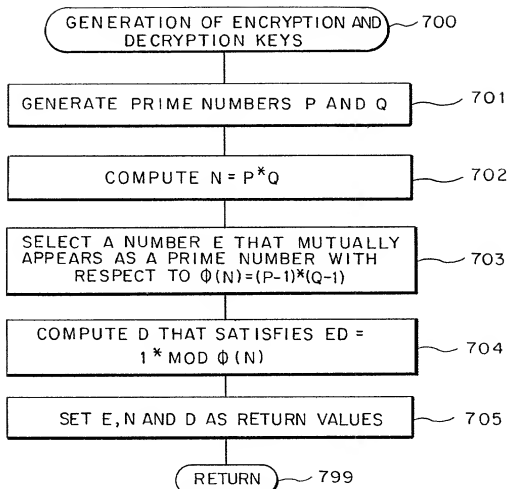 GENERATION OF ENCRYPTION AND
DECRYPTION KEYS
700
GENERATE PRIME NUMBERS P AND Q
701
COMPUTE N = P*Q
702
SELECT A NUMBER E THAT MUTUALLY
APPEARS AS A PRIME NUMBER WITH
RESPECT TO Φ(N)=(P-1)*(Q-1)
703
COMPUTE D THAT SATISFIES ED =
1* MOD Φ(N)
704
SET E, N AND D AS RETURN VALUES
705
RETURN
799